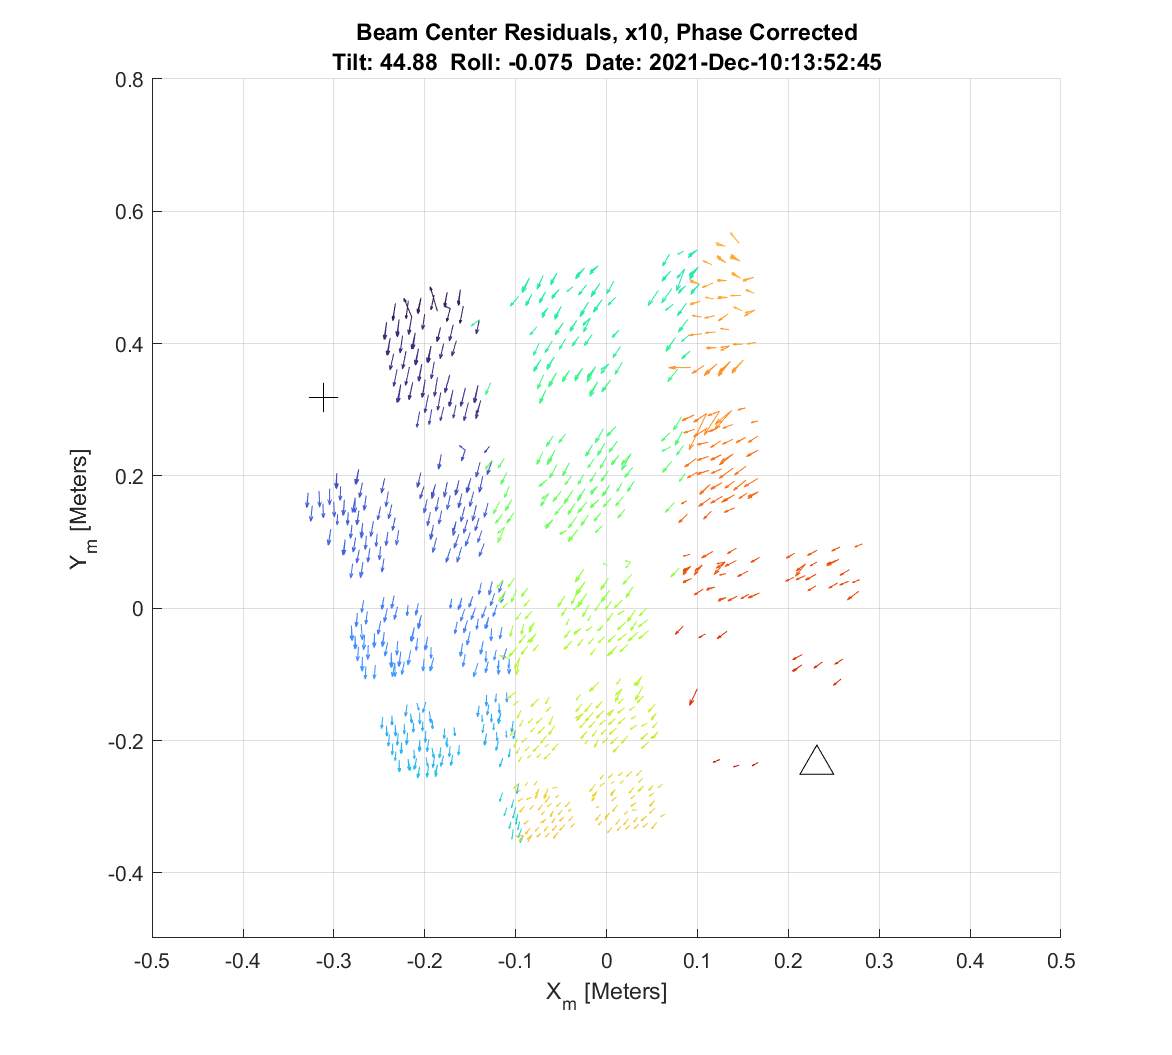 Beam Center Residuals, x10, Phase Corrected
Tilt: 44.88 Roll: -0.075 Date: 2021-Dec-10:13:52:45
0.8
0.6
0.4
0.2
0
-0.2
-0.4
Y_m [Meters]
-0.5 -0.4 -0.3 -0.2 -0.1 0 0.1 0.2 0.3 0.4 0.5
X_m [Meters]